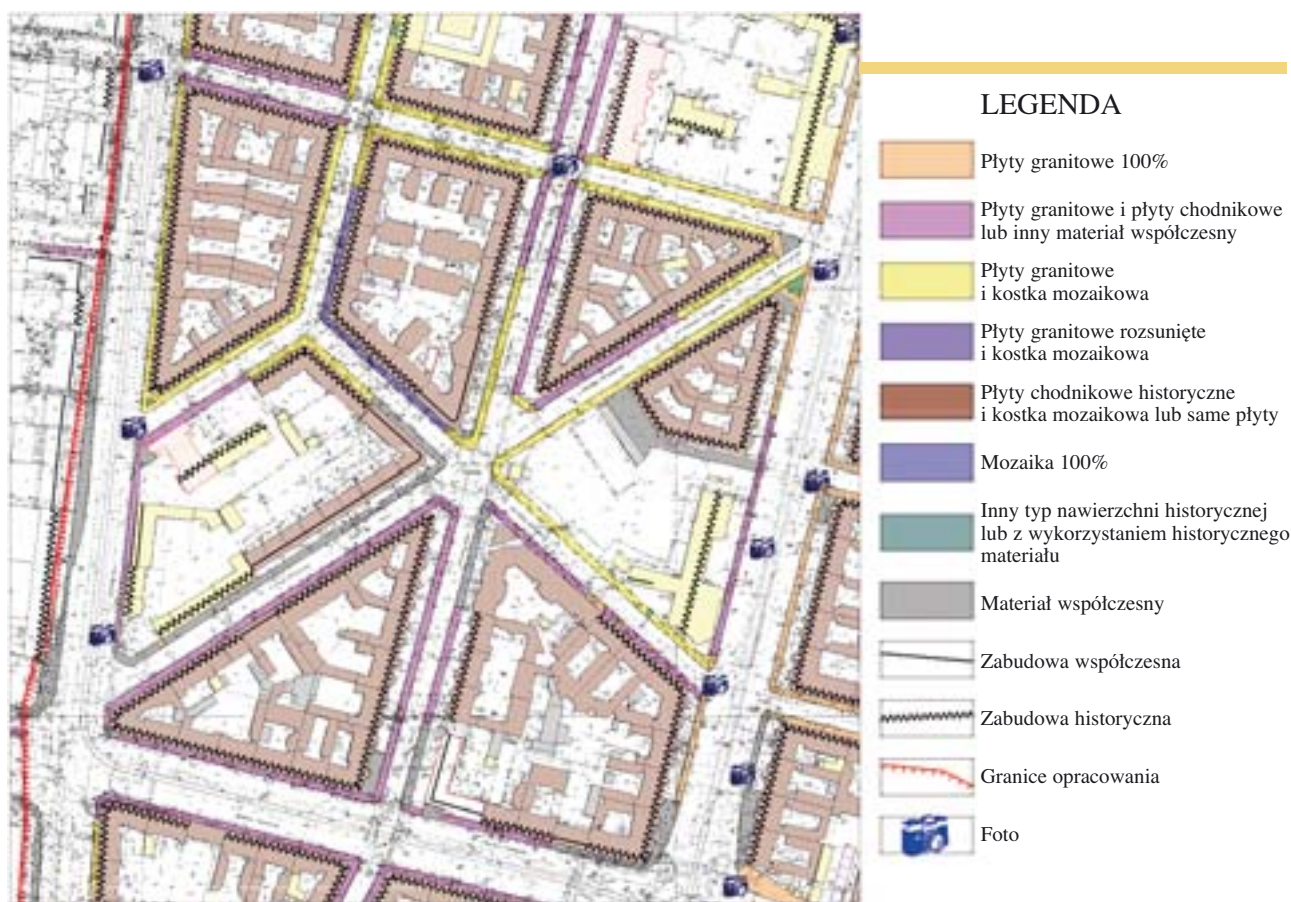 LEGENDA
Płyty granitowe 100%
Płyty granitowe i płyty chodnikowe
lub inny materiał współczesny
Płyty granitowe
i kostka mozaikowa
Płyty granitowe rozsunięte
i kostka mozaikowa
Płyty chodnikowe historyczne
i kostka mozaikowa lub same płyty
Mozaika 100%
Inny typ nawierzchni historycznej
lub z wykorzystaniem historycznego
materiału
Materiał współczesny
Zabudowa współczesna
Zabudowa historyczna
Granice opracowania
Foto